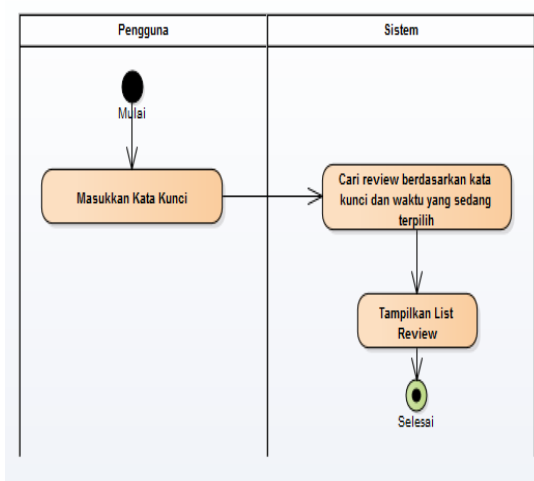 Pengguna
Sistem
Mulai
Masukkan Kata Kunci
Cari review berdasarkan kata
kunci dan waktu yang sedang
terpilih
Tampilkan List
Review
Selesai